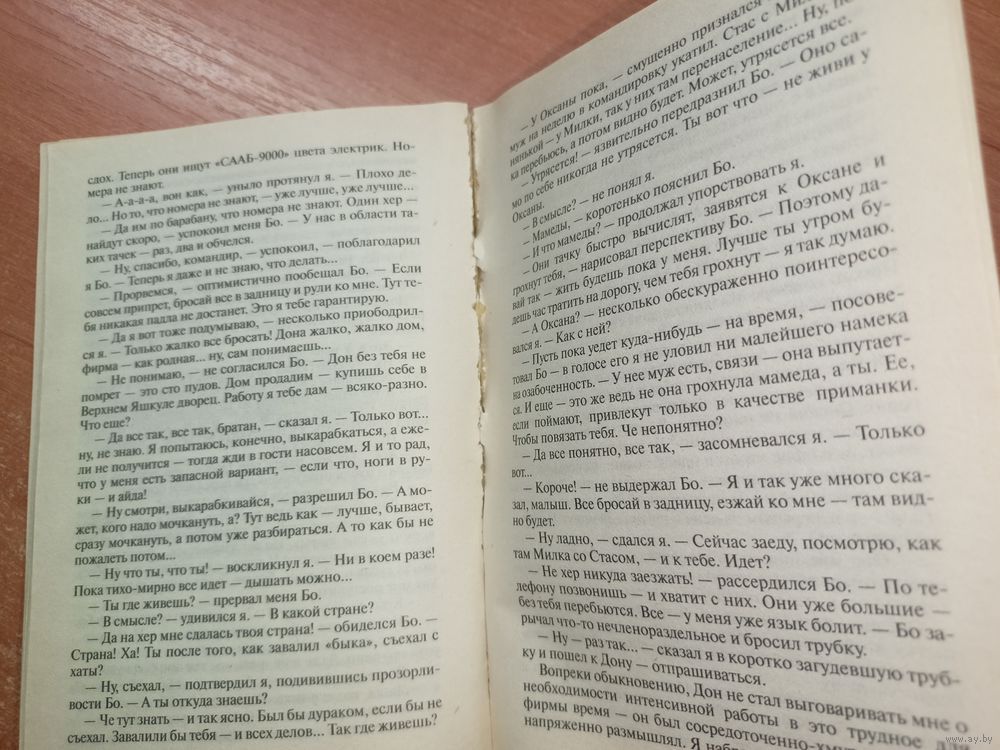 сдох. Теперь они ищут «СААБ-9000» цвета электрик. Но-
мера не знают.
— А-а-а-а, вон как, — уныло протянул я. — Плохо де-
ло... Но то, что номера не знают, — уже лучше, уже лучше...
— Да им по барабану, что номера не знают. Один хер —
найдут скоро, — успокоил меня Бо. — У нас в области та-
ких тачек — раз, два и обчелся.
— Ну, спасибо, командир, — успокоил, — поблагодарил
я Бо. — Теперь я даже и не знаю, что делать...
— Прорвемся, — оптимистично пообещал Бо. — Если
совсем припрет, бросай все в задницу и рули ко мне. Тут те-
бя никакая падла не достанет. Это я тебе гарантирую.
— Да я вот тоже подумываю, — несколько приободрил-
ся я. — Только жалко все бросать! Дона жалко, жалко дом,
фирма — как родная... ну, сам понимаешь...
— Не понимаю, — не согласился Бо. — Дон без тебя не
помрет — это сто пудов. Дом продадим — купишь себе в
Верхнем Яшкуле дворец. Работу я тебе дам — всяко-разно.
Что еще?
— Да все так, все так, братан, — сказал я. — Только вот...
ну, не знаю. Я попытаюсь, конечно, выкарабкаться, а еже-
ли не получится — тогда жди в гости насовсем. Я и то рад,
что у меня есть запасной вариант, — если что, ноги в ру-
ки — и айда!
— Ну смотри, выкарабкивайся, — разрешил Бо. — А мо-
жет, кого надо мочкануть, а? Тут ведь как — лучше, бывает,
сразу мочкануть, а потом уже разбираться. А то как бы не
пожалеть потом...
— Ну что ты, что ты! — воскликнул я. — Ни в коем разе!
Пока тихо-мирно все идет — дышать можно...
— Ты где живешь? — прервал меня Бо.
— В смысле? — удивился я. — В какой стране?
— Да на хер мне сдалась твоя страна! — обиделся Бо. —
Страна! Ха! Ты после того, как завалил «быка», съехал с
хаты?
— Ну, съехал, — подтвердил я, подивившись прозорли-
вости Бо. — А ты откуда знаешь?
— Че тут знать — и так ясно. Был бы дураком, если бы не
съехал. Завалили бы тебя — и всех делов... Так где живешь?
— У Оксаны пока, — смущенно признался
муж на неделю в командировку укатил. Стас с Милк
нянькой — у Милки, так у них там перенаселение... Ну, по
ка перебьюсь, а потом видно будет. Может, утрясется все.
— Утрясется! — язвительно передразнил Бо. — Оно са-
мо по себе никогда не утрясется. Ты вот что — не живи у
Оксаны.
— В смысле? — не понял я.
— Мамеды, — коротенько пояснил Бо.
— И что мамеды? — продолжал упорствовать я.
— Они тачку быстро вычислят, заявятся к Оксане и
грохнут тебя, — нарисовал перспективу Бо. — Поэтому да-
вай так — жить будешь пока у меня. Лучше ты утром бу-
дешь час тратить на дорогу, чем тебя грохнут — я так думаю.
— А Оксана? — несколько обескураженно поинтересо-
вался я. — Как с ней?
— Пусть пока уедет куда-нибудь — на время, — посове-
товал Бо — в голосе его я не уловил ни малейшего намека
на озабоченность. — У нее муж есть, связи — она выпутает-
ся. И еще — это же ведь не она грохнула мамеда, а ты. Ее,
если поймают, привлекут только в качестве приманки.
Чтобы повязать тебя. Че непонятно?
— Да все понятно, все так, — засомневался я. — Только
вот...
— Короче! — не выдержал Бо. — Я и так уже много ска-
зал, малыш. Все бросай в задницу, езжай ко мне — там вид-
но будет.
— Ну ладно, — сдался я. — Сейчас заеду, посмотрю, как
там Милка со Стасом, — и к тебе. Идет?
— Не хер никуда заезжать! — рассердился Бо. — По те-
лефону позвонишь — и хватит с них. Они уже большие —
без тебя перебьются. Все — у меня уже язык болит. — Бо за-
рычал что-то нечленораздельное и бросил трубку.
— Ну — раз так... — сказал я в коротко загудевшую труб-
ку и пошел к Дону — отпрашиваться.
Вопреки обыкновению, Дон не стал выговаривать мне о
необходимости интенсивной работы в это трудное для
фирмы время — он был сосредоточенно-хму
напряженно размышлял. Я набр
www.ay.by